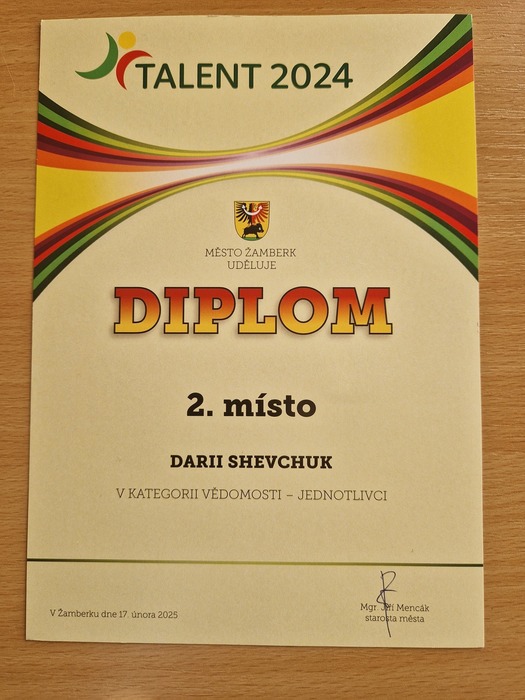 TALENT 2024
MĚSTO ŽAMBERK
UDĚLUJE
DIPLOM
2. místo
DARII SHEVCHUK
V KATEGORII VĚDOMOSTI – JEDNOTLIVCI
V Žamberku dne 17. února 2025
Mgr. Jiří Mencák
starosta města